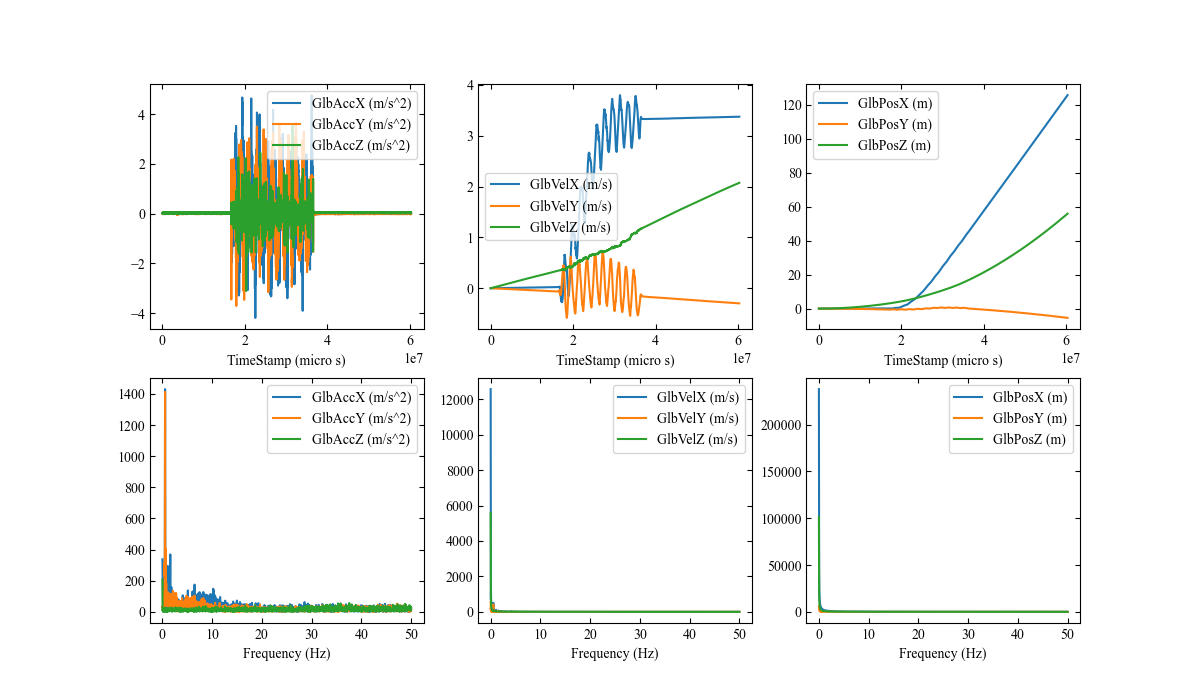 GlbAccX (m/s^2)
GlbAccY (m/s^2)
GlbAccZ (m/s^2)
4
2
0
−2
−4
0 2 4 6
1e7
TimeStamp (micro s)
GlbVelX (m/s)
GlbVelY (m/s)
GlbVelZ (m/s)
4
3
2
1
0
0 2 4 6
1e7
TimeStamp (micro s)
GlbPosX (m)
GlbPosY (m)
GlbPosZ (m)
120
100
80
60
40
20
0
0 2 4 6
1e7
TimeStamp (micro s)
GlbAccX (m/s^2)
GlbAccY (m/s^2)
GlbAccZ (m/s^2)
1400
1200
1000
800
600
400
200
0
0 10 20 30 40 50
Frequency (Hz)
GlbVelX (m/s)
GlbVelY (m/s)
GlbVelZ (m/s)
12000
10000
8000
6000
4000
2000
0
0 10 20 30 40 50
Frequency (Hz)
GlbPosX (m)
GlbPosY (m)
GlbPosZ (m)
200000
150000
100000
50000
0
0 10 20 30 40 50
Frequency (Hz)